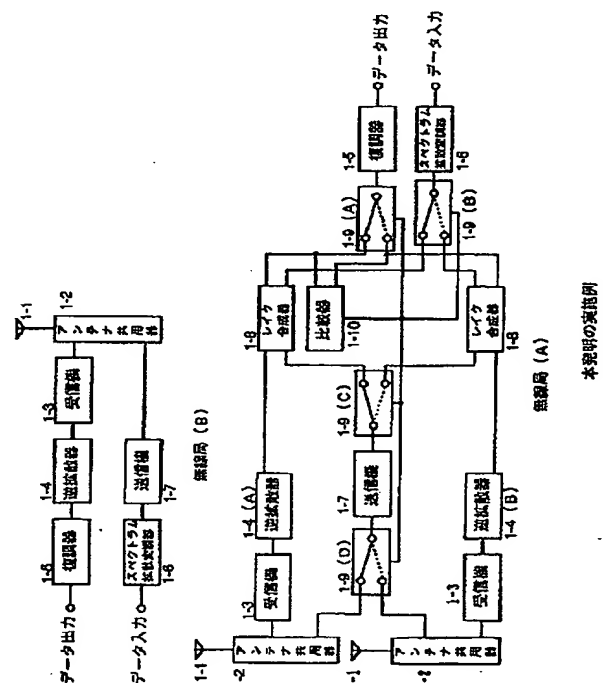 1-1
1-2
アンテナ共用器
1-3
受信機
1-4
逆拡散器
1-5
復調器
データ出力
送信機
1-7
スペクトラム
拡散変調器
1-6
データ入力
無線局 (B)
1-1
-2
アンテナ共用器
1-3
受信機
1-4 (A)
逆拡散器
1-8
レイク
合成器
1-9 (A)
1-5
復調器
データ出力
比較器
1-10
スペクトラム
拡散変調器
1-6
データ入力
1-9 (B)
1-9 (D)
1-7
送信機
1-9 (C)
-1
-2
アンテナ共用器
1-3
受信機
逆拡散器
1-4 (B)
レイク
合成器
1-8
無線局 (A)
本発明の実施例